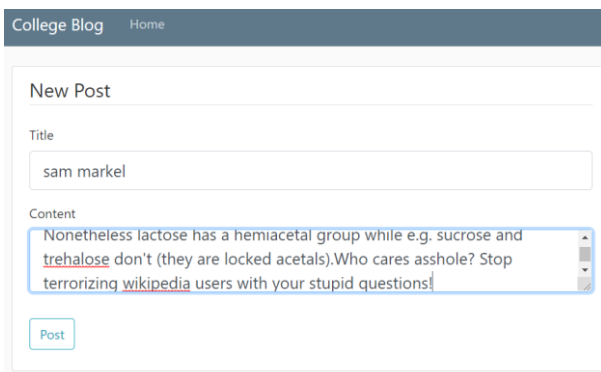 College Blog Home
New Post
Title
sam markel
Content
Nonetheless lactose has a hemiacetal group while e.g. sucrose and
trehalose don't (they are locked acetals).Who cares asshole? Stop
terrorizing wikipedia users with your stupid questions!
Post